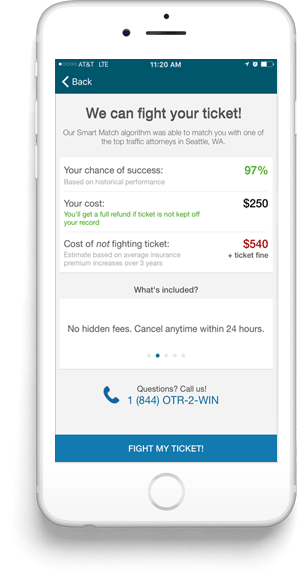 AT&T LTE 11:20 AM
Back
We can fight your ticket!
Our Smart Match algorithm was able to match you with one of
the top traffic attorneys in Seattle, WA.
Your chance of success: 97%
Based on historical performance
Your cost: $250
You'll get a full refund if ticket is not kept off
your record
Cost of not fighting ticket: $540
Estimate based on average insurance + ticket fine
premium increases over 3 years
What's included?
No hidden fees. Cancel anytime within 24 hours.
Questions? Call us!
1 (844) OTR-2-WIN
FIGHT MY TICKET!